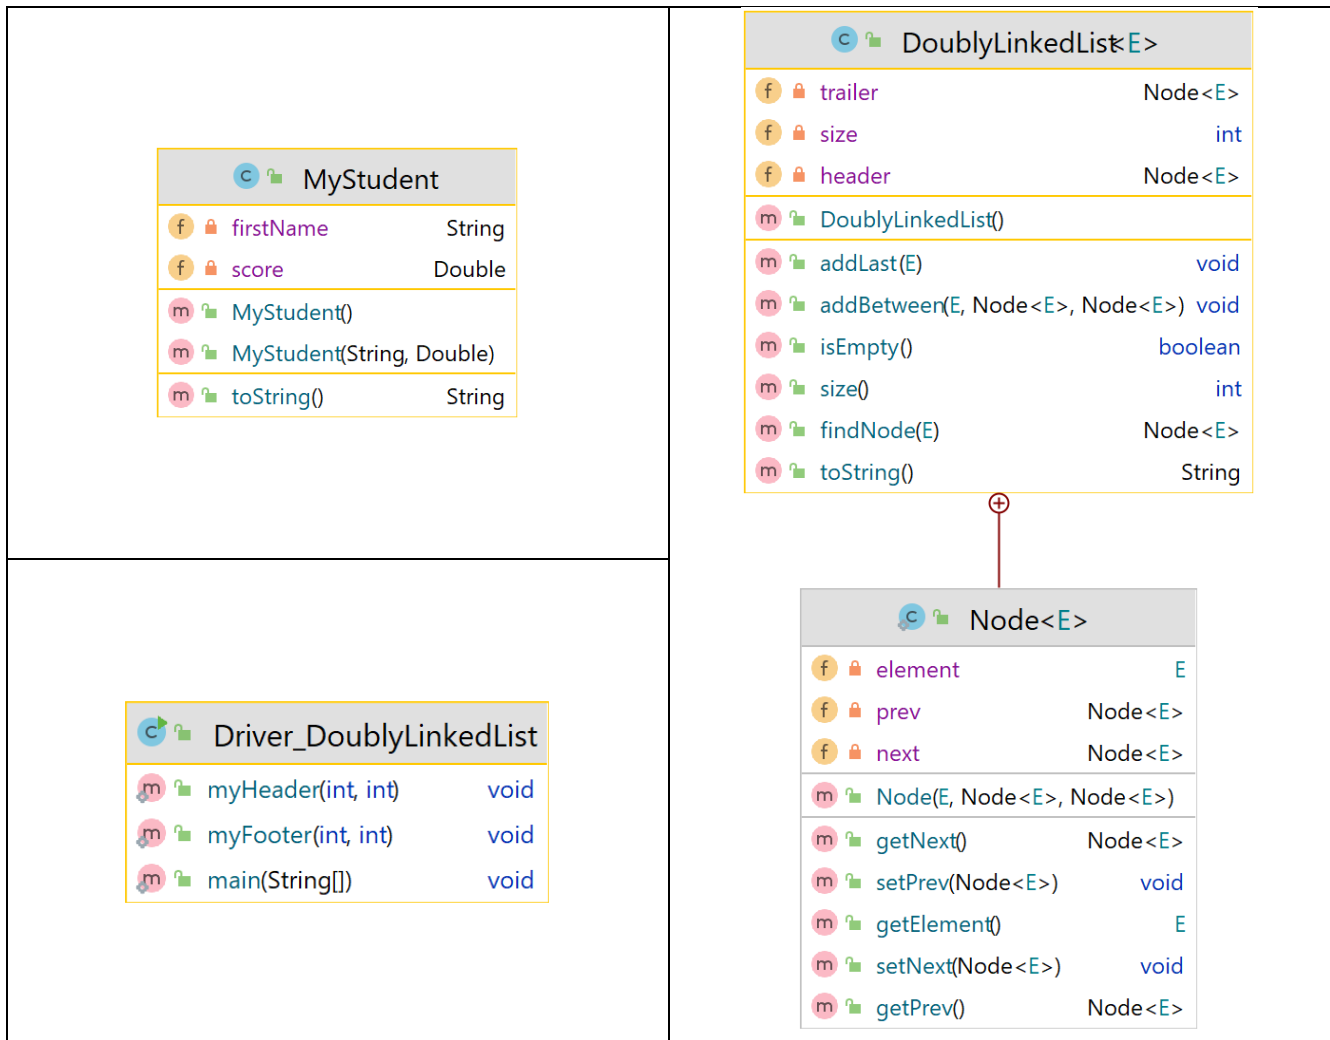 MyStudent
firstName String
score Double
MyStudent()
MyStudent(String, Double)
toString() String
DoublyLinkedList<E>
trailer Node<E>
size int
header Node<E>
DoublyLinkedList()
addLast(E) void
addBetween(E, Node<E>, Node<E>) void
isEmpty() boolean
size() int
findNode(E) Node<E>
toString() String
Driver_DoublyLinkedList
myHeader(int, int) void
myFooter(int, int) void
main(String[]) void
Node<E>
element E
prev Node<E>
next Node<E>
Node(E, Node<E>, Node<E>)
getNext() Node<E>
setPrev(Node<E>) void
getElement() E
setNext(Node<E>) void
getPrev() Node<E>